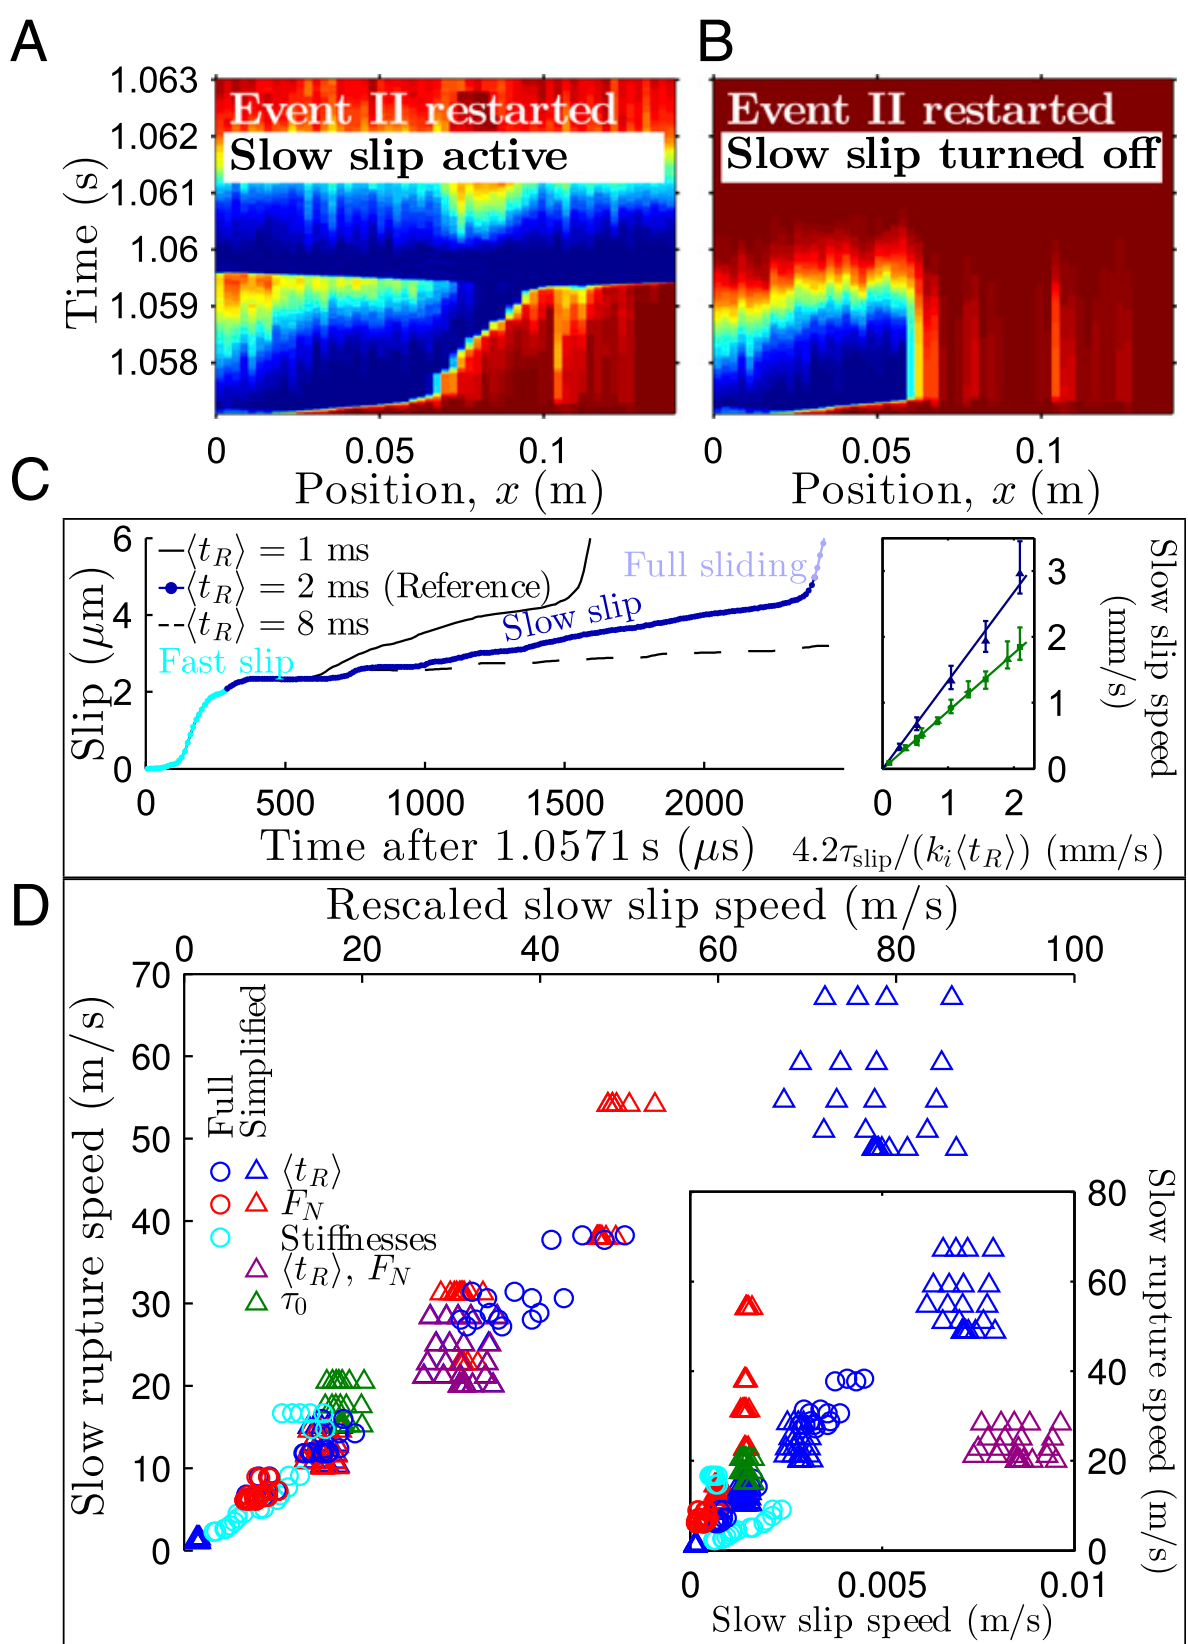 A
B
1.063
1.062
1.061
1.06
1.059
1.058
Time (s)
Event II restarted
Slow slip active
Event II restarted
Slow slip turned off
0 0.05 0.1
Position, x (m)
0 0.05 0.1
Position, x (m)
C
6
4
2
0
Slip (μm)
⟨t_R⟩ = 1 ms
⟨t_R⟩ = 2 ms (Reference)
⟨t_R⟩ = 8 ms
Fast slip
Slow slip
Full sliding
0 500 1000 1500 2000
Time after 1.0571 s (μs)
3
2
1
0
Slow slip speed
(mm/s)
0 1 2
4.2τ_slip/(k_i⟨t_R⟩) (mm/s)
D
Rescaled slow slip speed (m/s)
0 20 40 60 80 100
70
60
50
40
30
20
10
0
Slow rupture speed (m/s)
Full
Simplified
⟨t_R⟩
F_N
Stiffnesses
⟨t_R⟩, F_N
τ_0
80
60
40
20
0
Slow rupture speed (m/s)
0 0.005 0.01
Slow slip speed (m/s)